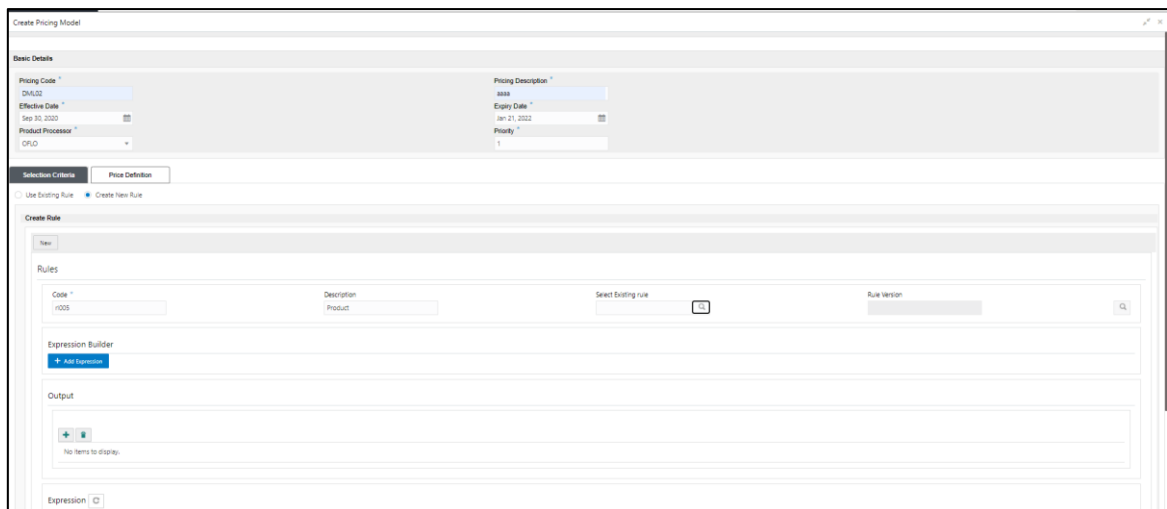 Create Pricing Model
Basic Details
Pricing Code * Pricing Description *
DML02 aaaa
Effective Date * Expiry Date *
Sep 30, 2020 Jan 21, 2022
Product Processor * Priority *
OFLO 1
Selection Criteria Price Definition
Use Existing Rule Create New Rule
Create Rule
New
Rules
Code * Description Select Existing rule Rule Version
rl005 Product
Expression Builder
+ Add Expression
Output
No items to display.
Expression